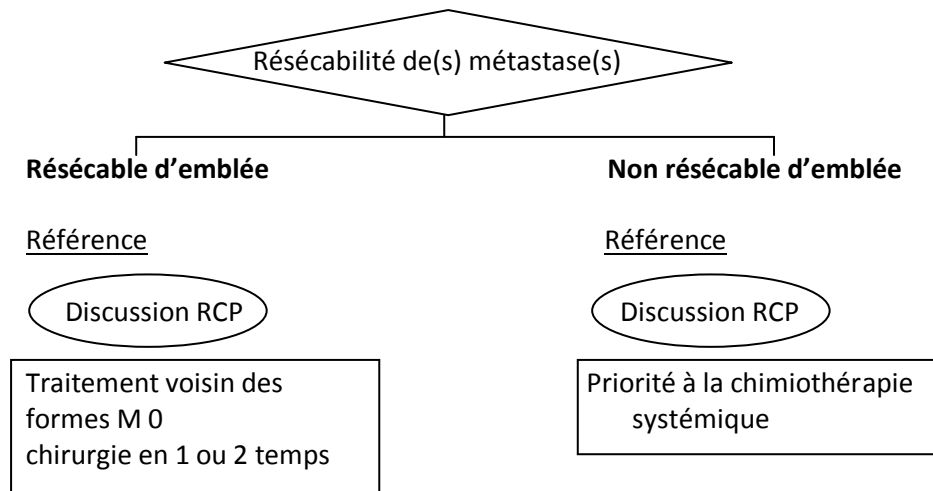 Résécabilité de(s) métastase(s)
Résécable d’emblée
Non résécable d’emblée
Référence
Référence
Discussion RCP
Discussion RCP
Traitement voisin des
formes M 0
chirurgie en 1 ou 2 temps
Priorité à la chimiothérapie
systémique